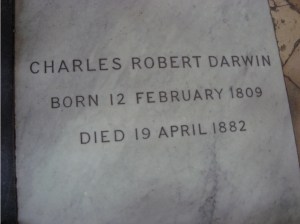 CHARLES ROBERT DARWIN
BORN 12 FEBRUARY 1809
DIED 19 APRIL 1882